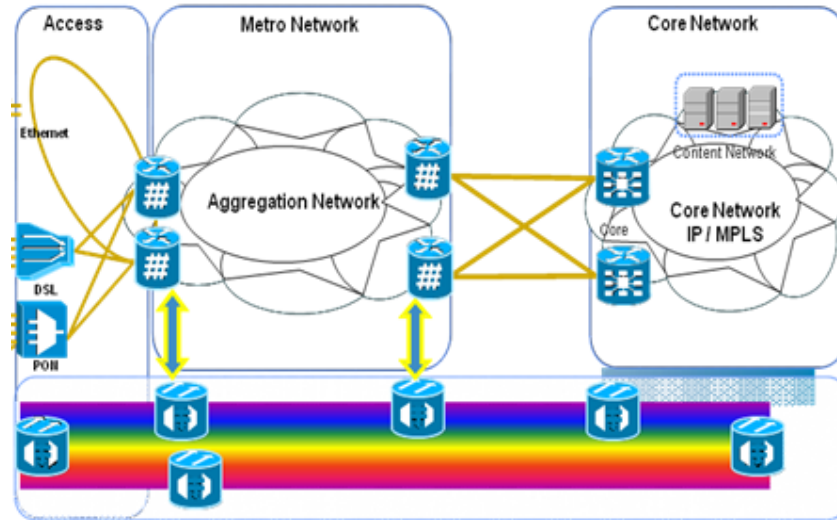 Access
Metro Network
Core Network
Ethernet
Content Network
Aggregation Network
Core
Core Network
IP / MPLS
DSL
PON